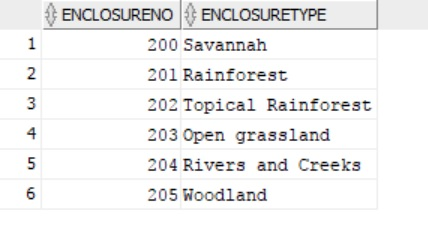 ENCLOSURENO ENCLOSURETYPE
1 200 Savannah
2 201 Rainforest
3 202 Topical Rainforest
4 203 Open grassland
5 204 Rivers and Creeks
6 205 Woodland